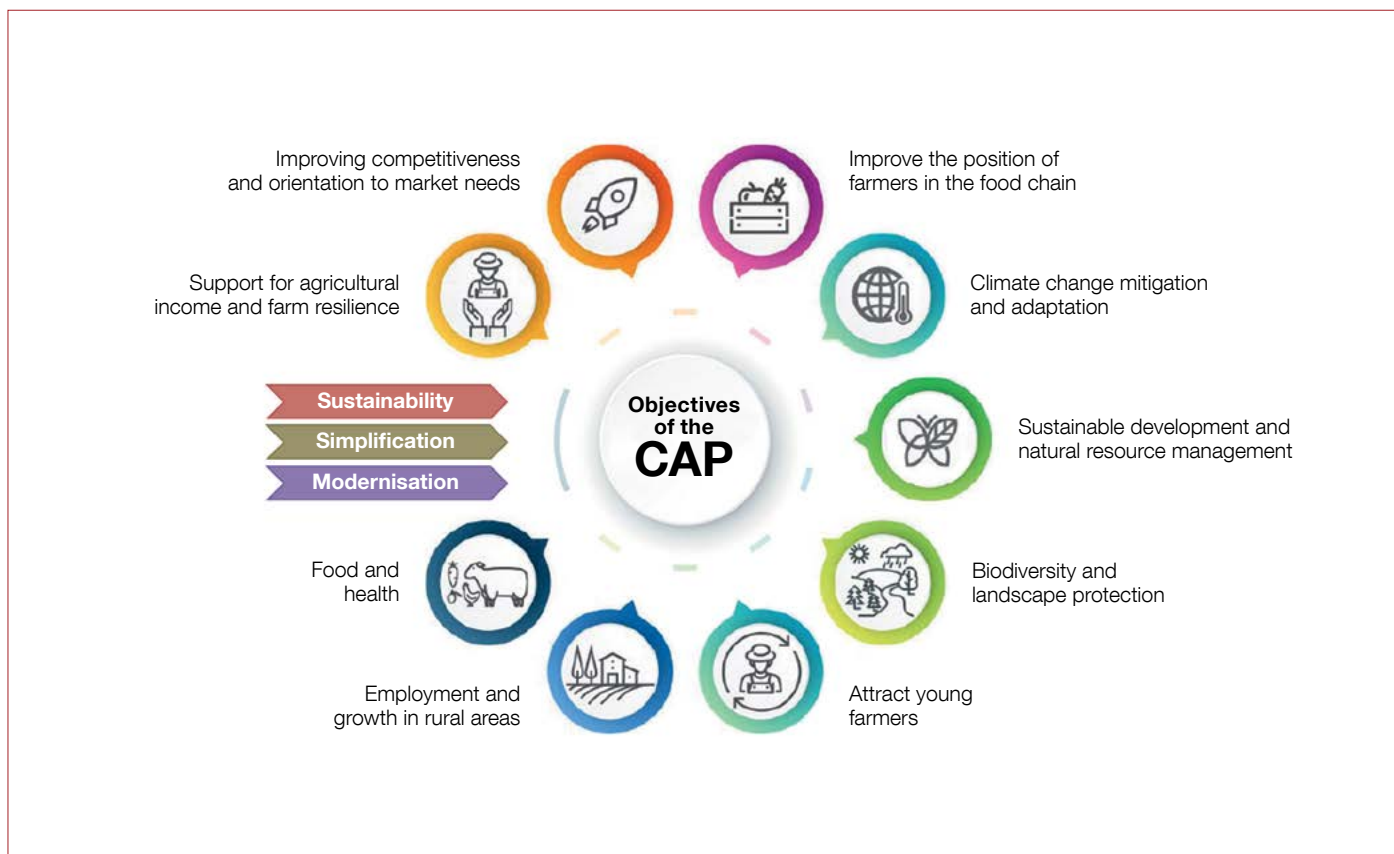 Improving competitiveness
and orientation to market needs
Improve the position of
farmers in the food chain
Support for agricultural
income and farm resilience
Climate change mitigation
and adaptation
Sustainability
Simplification
Modernisation
Objectives
of the
CAP
Sustainable development and
natural resource management
Food and
health
Biodiversity and
landscape protection
Employment and
growth in rural areas
Attract young
farmers